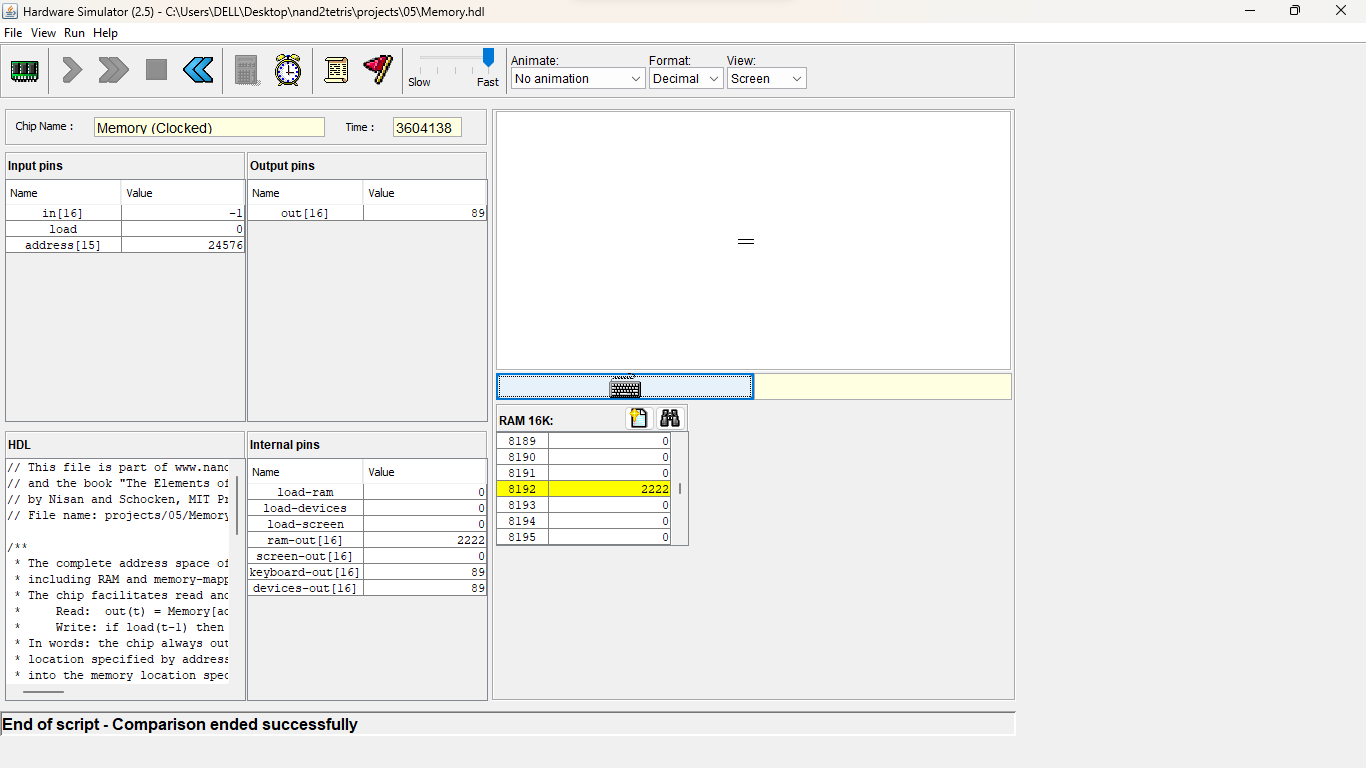 Hardware Simulator (2.5) - C:\Users\DELL\Desktop\nand2tetris\projects\05\Memory.hdl
File View Run Help
Slow Fast
Animate: Format: View:
No animation Decimal Screen
Chip Name : Memory (Clocked) Time : 3604138
Input pins
Name Value
in[16] -1
load 0
address[15] 24576
Output pins
Name Value
out[16] 89
HDL
// This file is part of www.nand
// and the book "The Elements of
// by Nisan and Schocken, MIT Pr
// File name: projects/05/Memory
/**
* The complete address space of
* including RAM and memory-mapp
* The chip facilitates read and
* Read: out(t) = Memory[ad
* Write: if load(t-1) then
* In words: the chip always out
* location specified by address
* into the memory location spec
Internal pins
Name Value
load-ram 0
load-devices 0
load-screen 0
ram-out[16] 2222
screen-out[16] 0
keyboard-out[16] 89
devices-out[16] 89
RAM 16K:
8189 0
8190 0
8191 0
8192 2222
8193 0
8194 0
8195 0
End of script - Comparison ended successfully